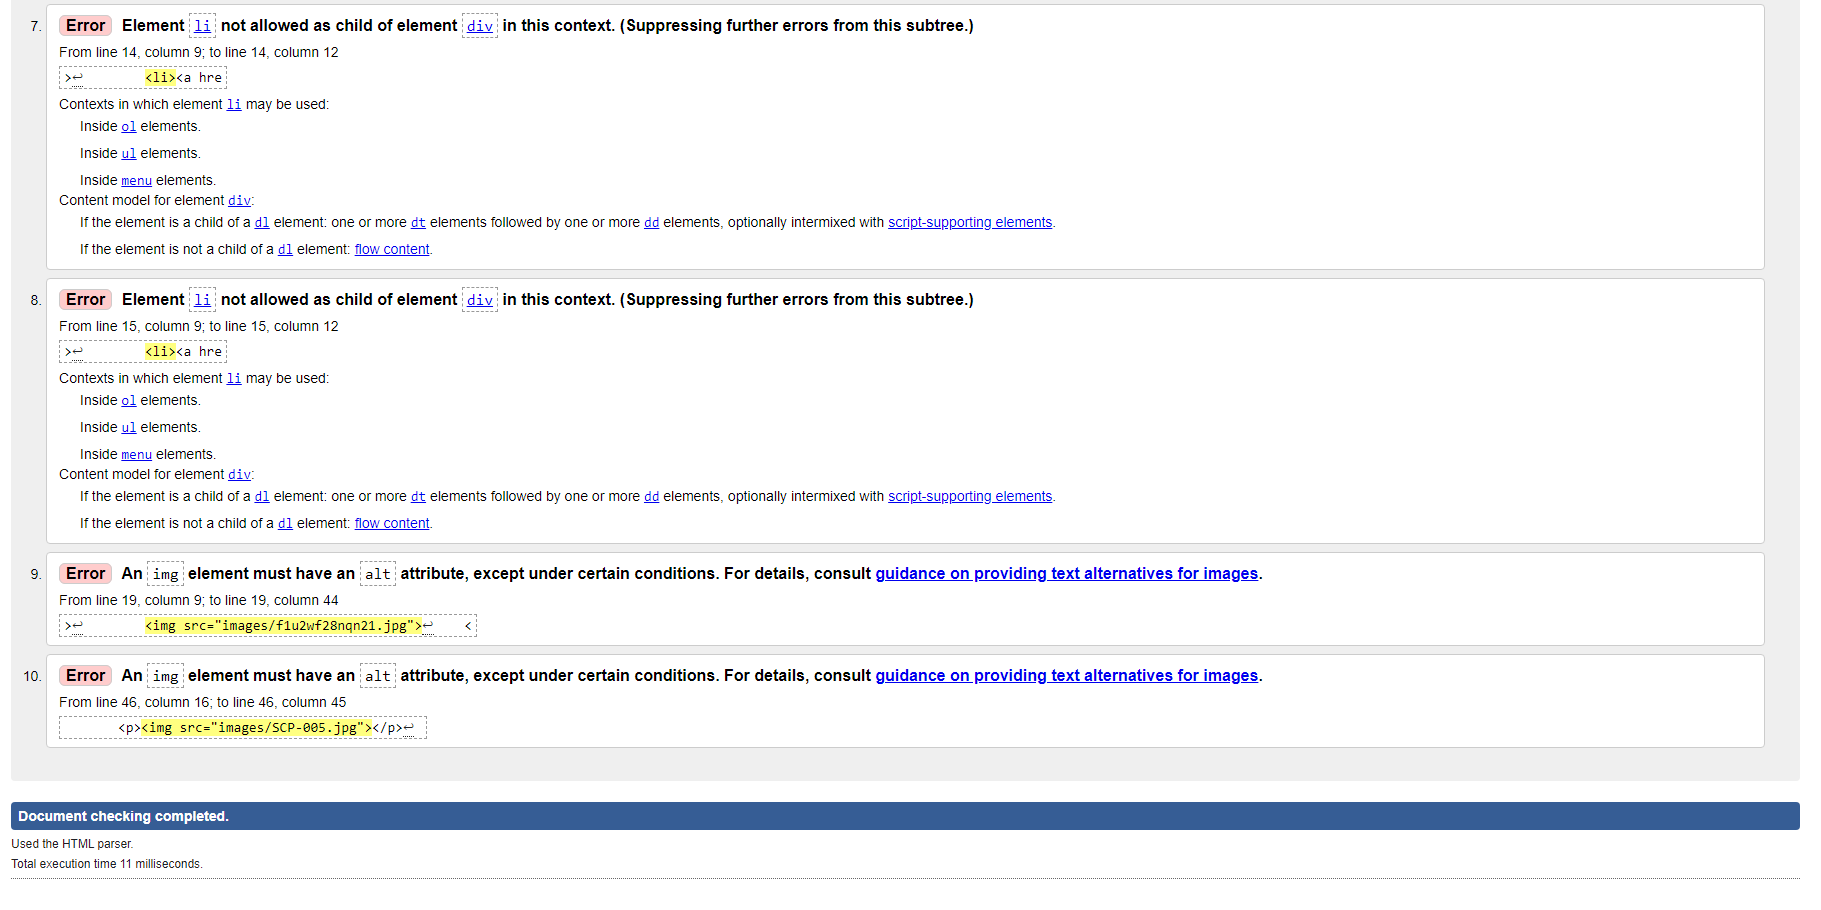 7. Error Element li not allowed as child of element div in this context. (Suppressing further errors from this subtree.)
From line 14, column 9; to line 14, column 12
>↩        <li><a hre
Contexts in which element li may be used:
Inside ol elements.
Inside ul elements.
Inside menu elements.
Content model for element div:
If the element is a child of a dl element: one or more dt elements followed by one or more dd elements, optionally intermixed with script-supporting elements.
If the element is not a child of a dl element: flow content.
8. Error Element li not allowed as child of element div in this context. (Suppressing further errors from this subtree.)
From line 15, column 9; to line 15, column 12
>↩        <li><a hre
Contexts in which element li may be used:
Inside ol elements.
Inside ul elements.
Inside menu elements.
Content model for element div:
If the element is a child of a dl element: one or more dt elements followed by one or more dd elements, optionally intermixed with script-supporting elements.
If the element is not a child of a dl element: flow content.
9. Error An img element must have an alt attribute, except under certain conditions. For details, consult guidance on providing text alternatives for images.
From line 19, column 9; to line 19, column 44
>↩        <img src="images/f1u2wf28nqn21.jpg">↩    <
10. Error An img element must have an alt attribute, except under certain conditions. For details, consult guidance on providing text alternatives for images.
From line 46, column 16; to line 46, column 45
<p><img src="images/SCP-005.jpg"></p>↩
Document checking completed.
Used the HTML parser.
Total execution time 11 milliseconds.